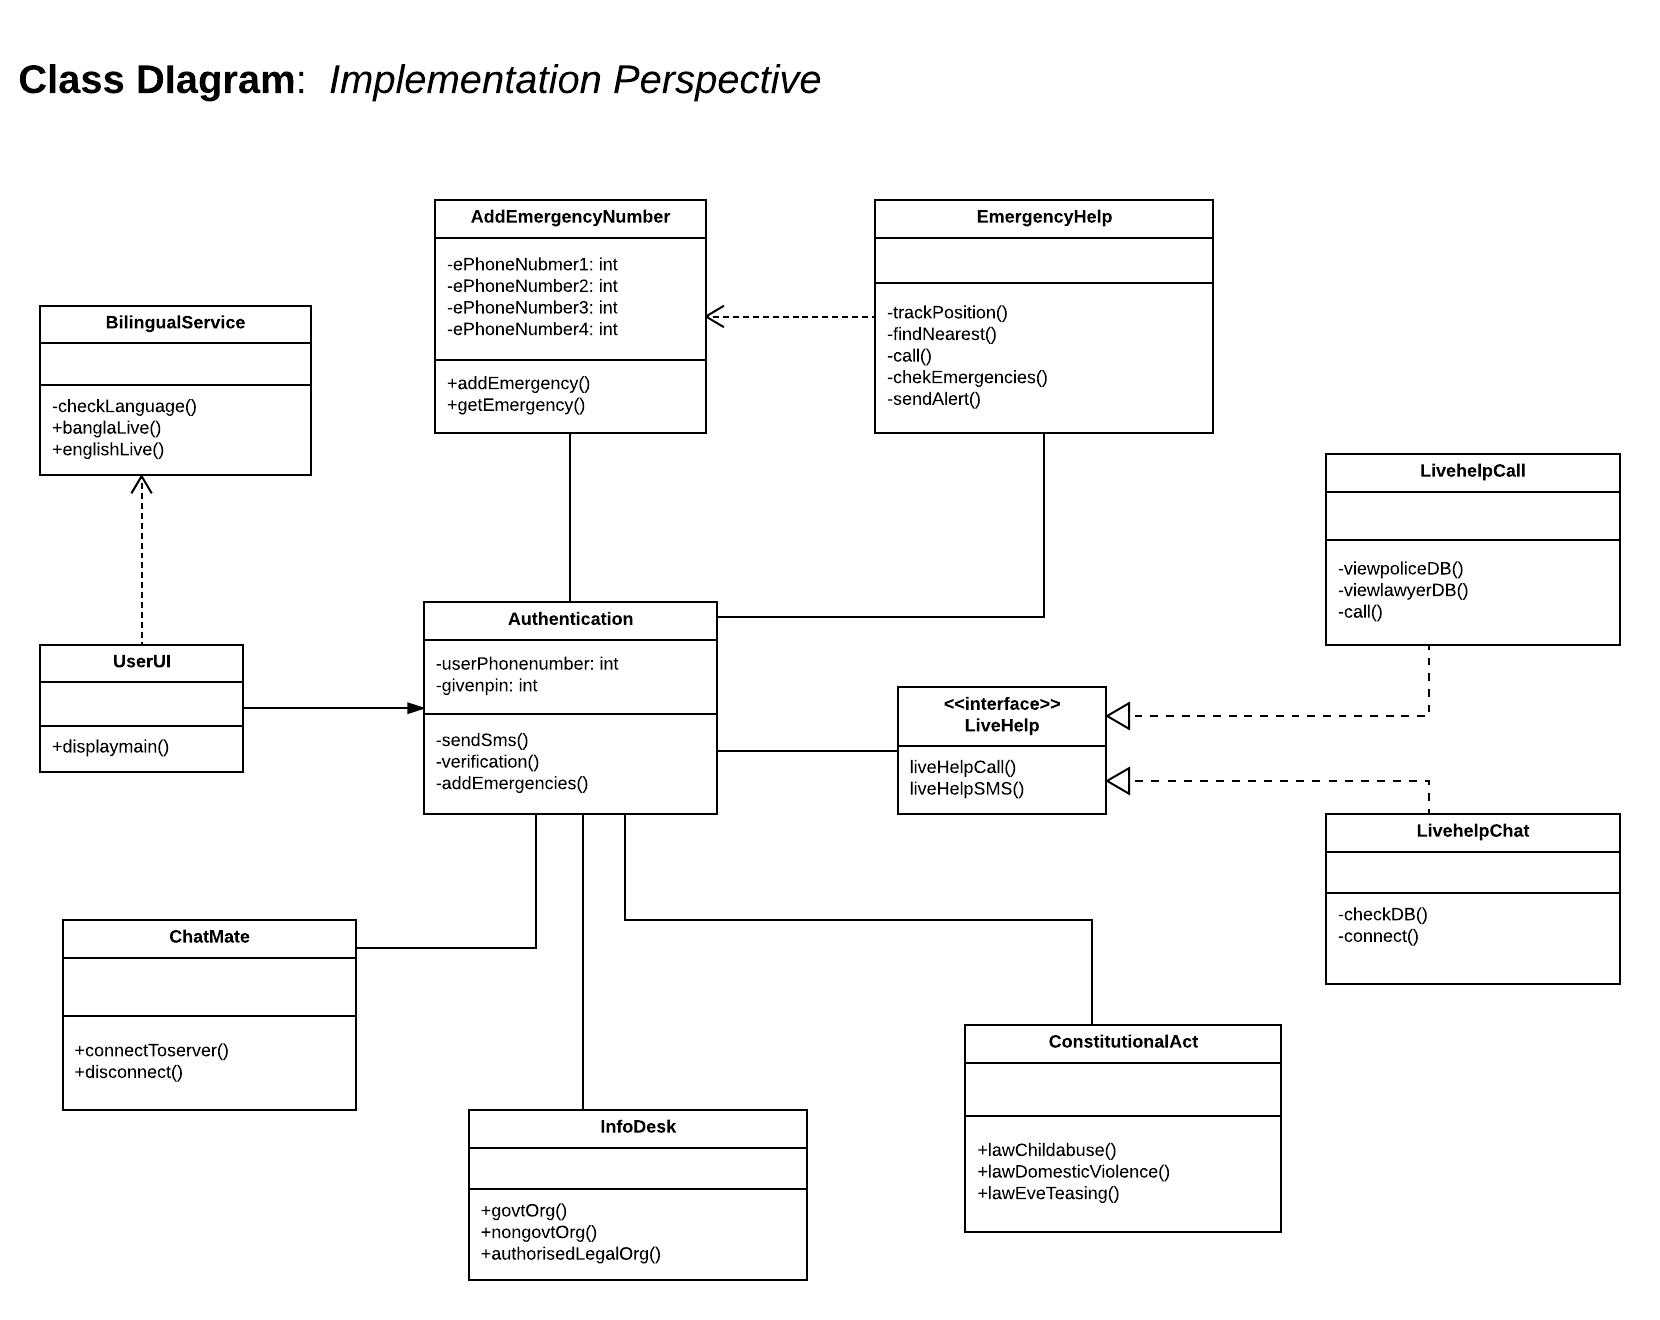 Class DIagram: Implementation Perspective
AddEmergencyNumber
-ePhoneNubmer1: int
-ePhoneNumber2: int
-ePhoneNumber3: int
-ePhoneNumber4: int
+addEmergency()
+getEmergency()
EmergencyHelp
-trackPosition()
-findNearest()
-call()
-chekEmergencies()
-sendAlert()
BilingualService
-checkLanguage()
+banglaLive()
+englishLive()
LivehelpCall
-viewpoliceDB()
-viewlawyerDB()
-call()
UserUI
+displaymain()
Authentication
-userPhonenumber: int
-givenpin: int
-sendSms()
-verification()
-addEmergencies()
<<interface>>
LiveHelp
liveHelpCall()
liveHelpSMS()
LivehelpChat
-checkDB()
-connect()
ChatMate
+connectToserver()
+disconnect()
InfoDesk
+govtOrg()
+nongovtOrg()
+authorisedLegalOrg()
ConstitutionalAct
+lawChildabuse()
+lawDomesticViolence()
+lawEveTeasing()